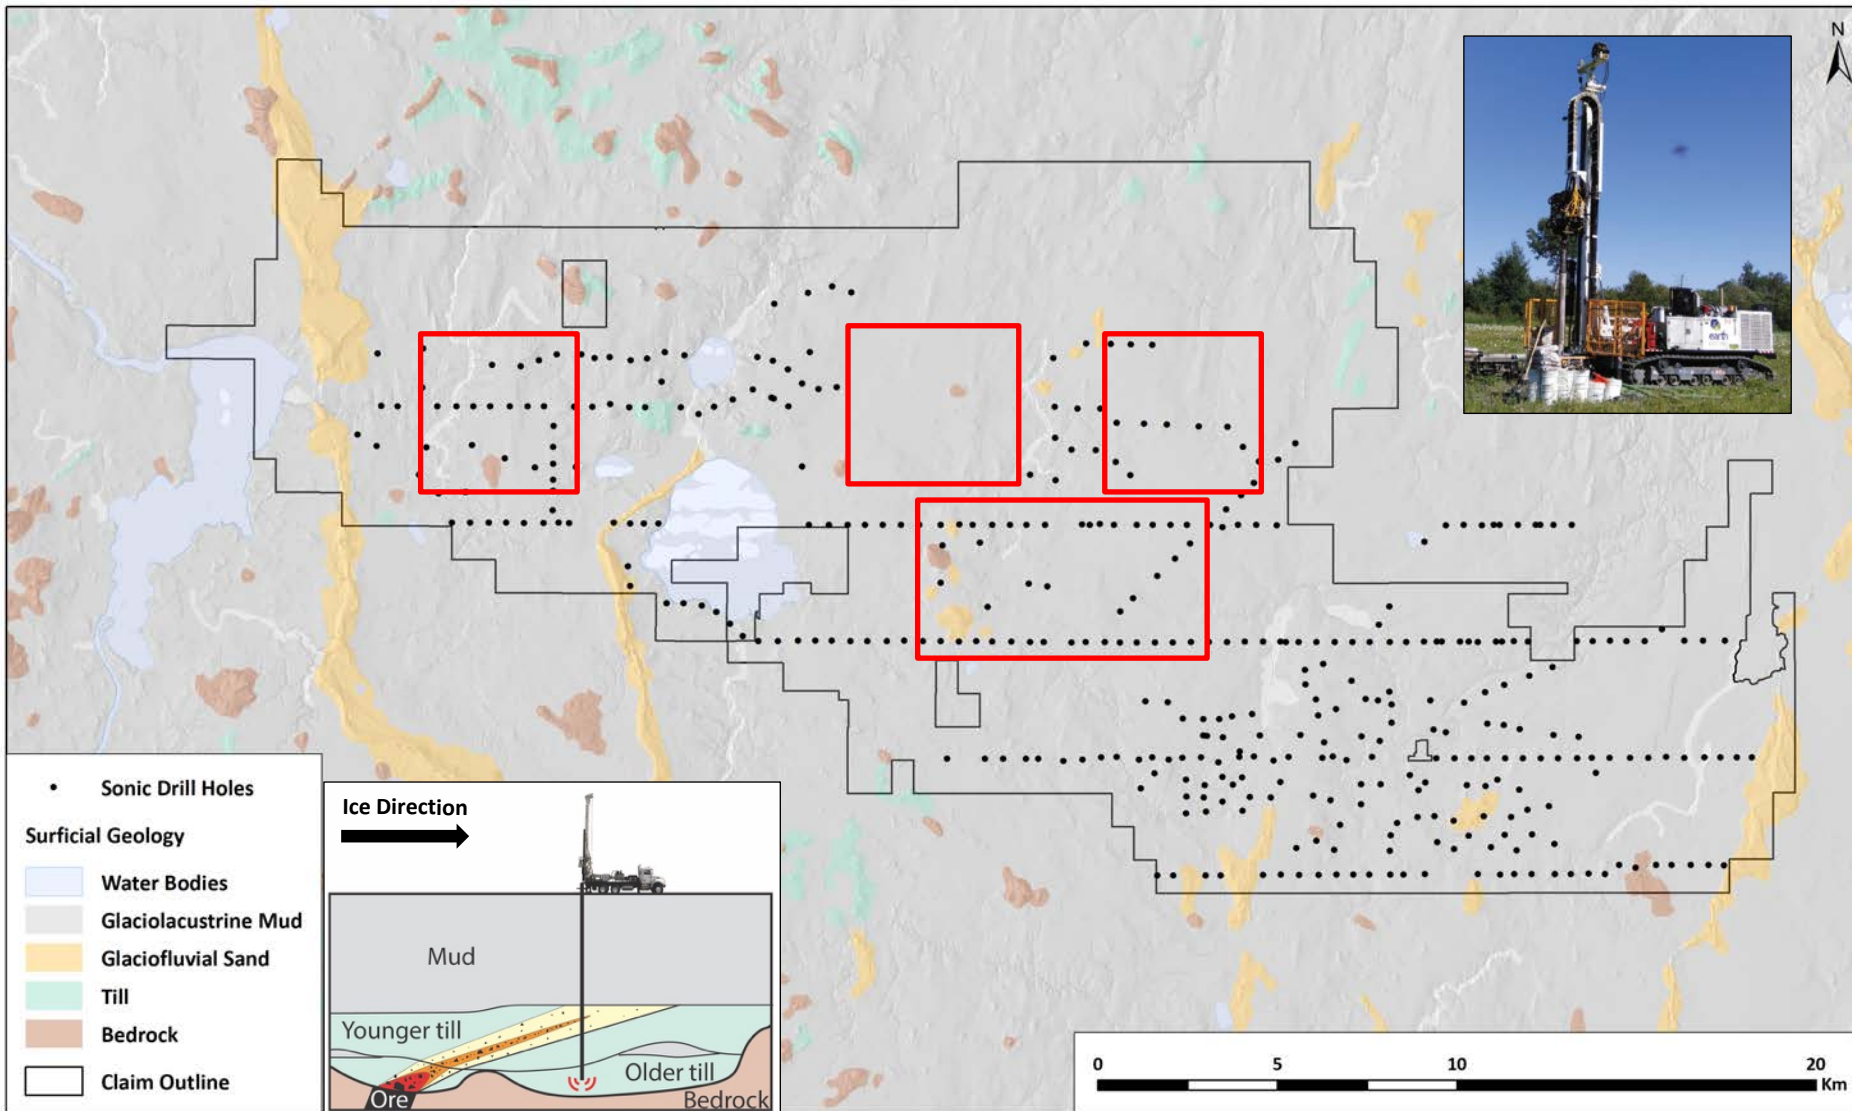 N
earth
Sonic Drill Holes
Surficial Geology
Water Bodies
Glaciolacustrine Mud
Glaciofluvial Sand
Till
Bedrock
Claim Outline
Ice Direction
Mud
Younger till
Older till
Ore
Bedrock
0
5
10
20
Km